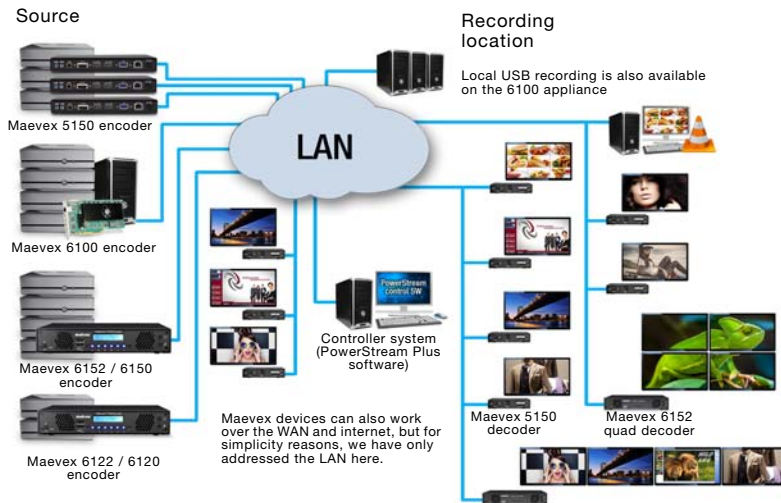 Source
Recording
location
Local USB recording is also available
on the 6100 appliance
Maevex 5150 encoder
LAN
Maevex 6100 encoder
PowerStream
control SW
Controller system
(PowerStream Plus
software)
Maevex 6152 / 6150
encoder
Maevex devices can also work
over the WAN and internet, but for
simplicity reasons, we have only
addressed the LAN here.
Maevex 5150
decoder
Maevex 6152
quad decoder
Maevex 6122 / 6120
encoder